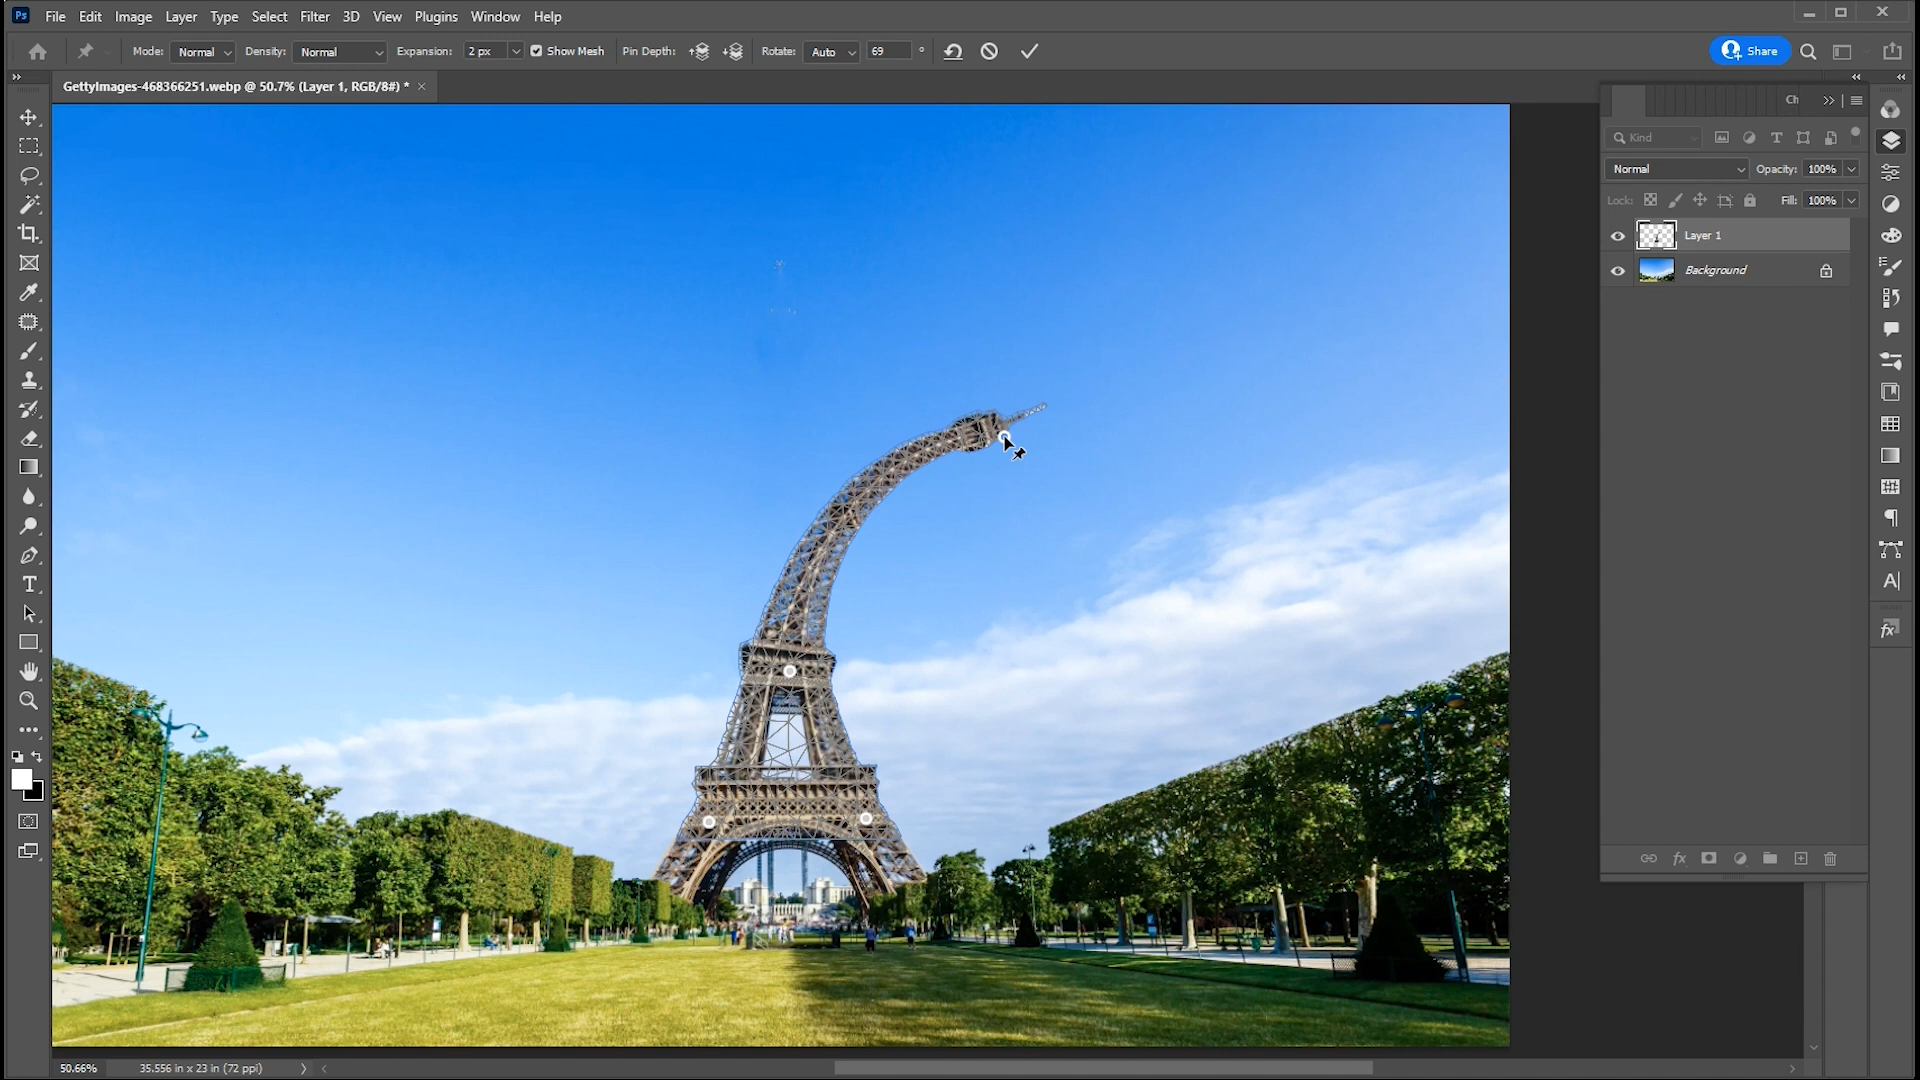 Ps File Edit Image Layer Type Select Filter 3D View Plugins Window Help
Mode: Normal Density: Normal Expansion: 2 px Show Mesh Pin Depth: Rotate: Auto 69 ° Share
GettyImages-468366251.webp @ 50.7% (Layer 1, RGB/8#) * ×
Ch
Kind
Normal Opacity: 100%
Lock: Fill: 100%
Layer 1
Background
fx
fx
50.66% 35.556 in x 23 in (72 ppi)